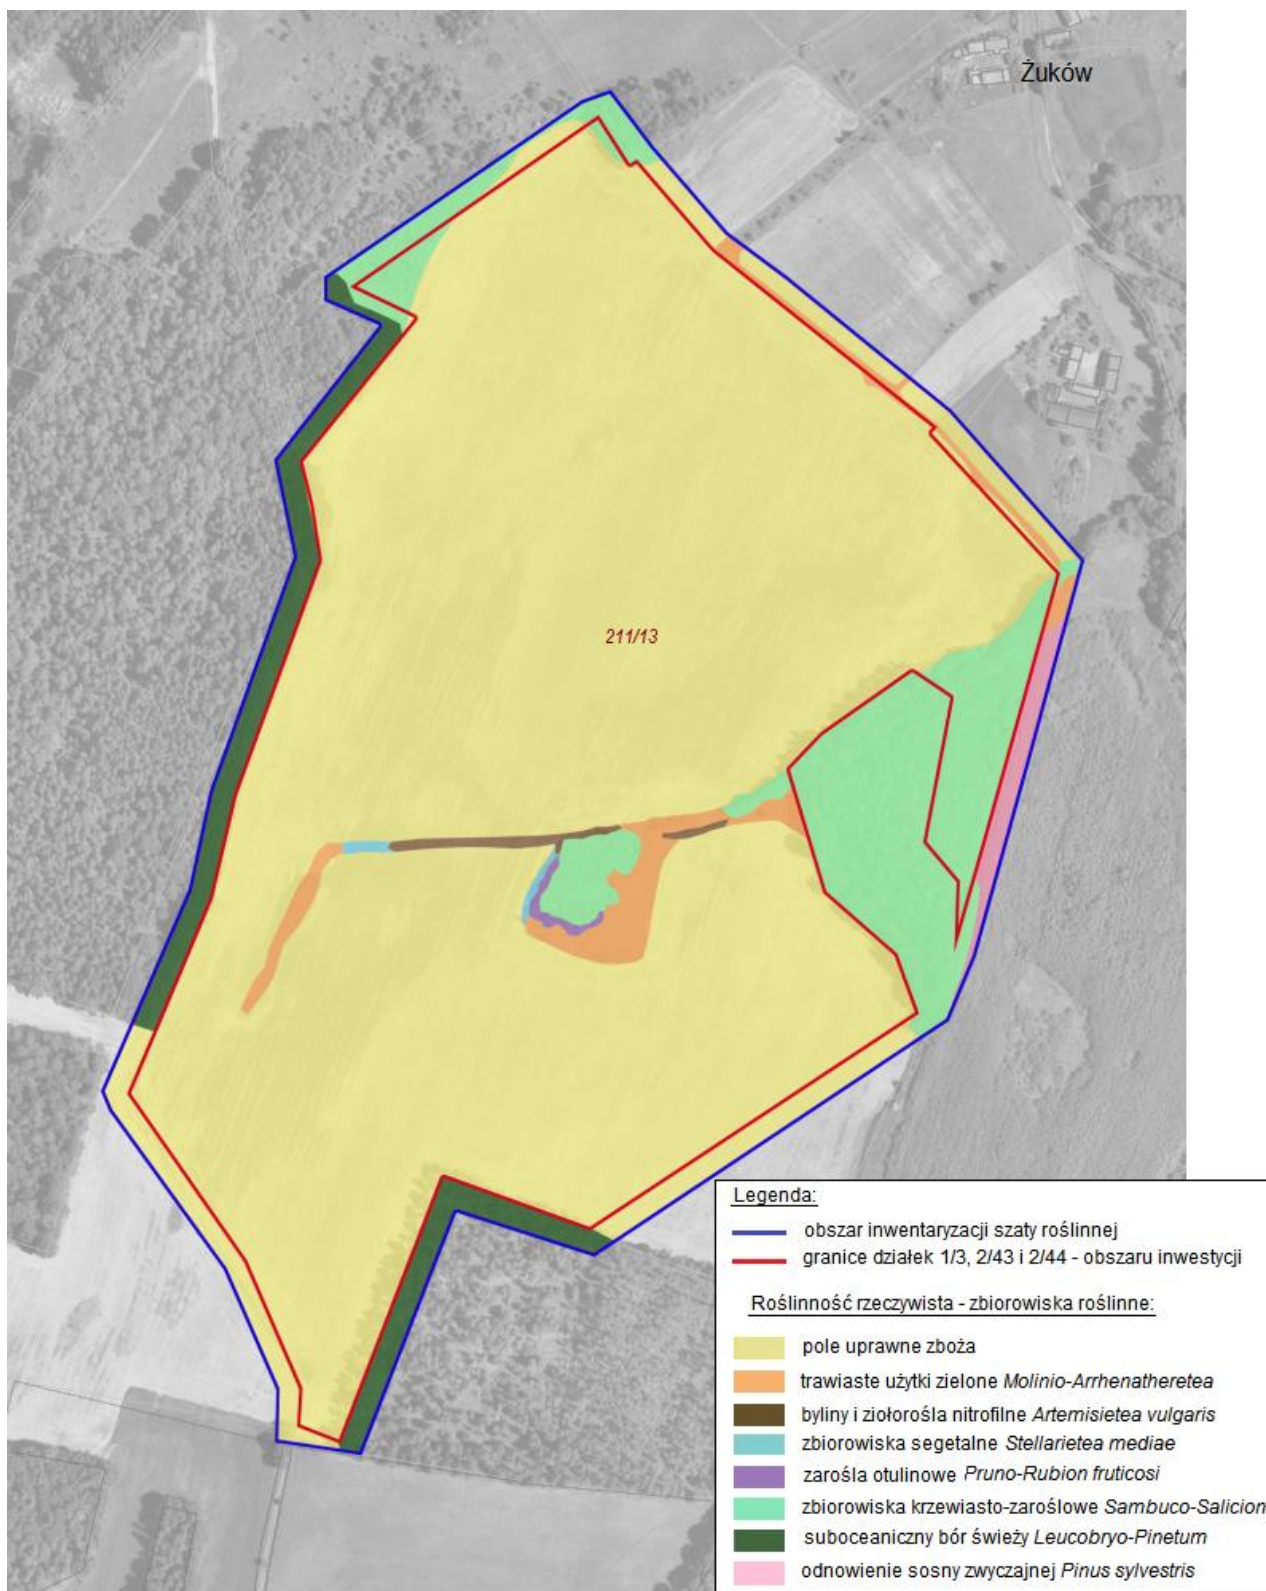 Żuków
211/13
Legenda:
obszar inwentaryzacji szaty roślinnej
granice działek 1/3, 2/43 i 2/44 - obszaru inwestycji
Roślinność rzeczywista - zbiorowiska roślinne:
pole uprawne zboża
trawiaste użytki zielone Molinio-Arrhenatheretea
byliny i ziołorośla nitrofilne Artemisietea vulgaris
zbiorowiska segetalne Stellarietea mediae
zarośla otulinowe Pruno-Rubion fruticosi
zbiorowiska krzewiasto-zaroślowe Sambuco-Salicion
suboceaniczny bór świeży Leucobryo-Pinetum
odnowienie sosny zwyczajnej Pinus sylvestris